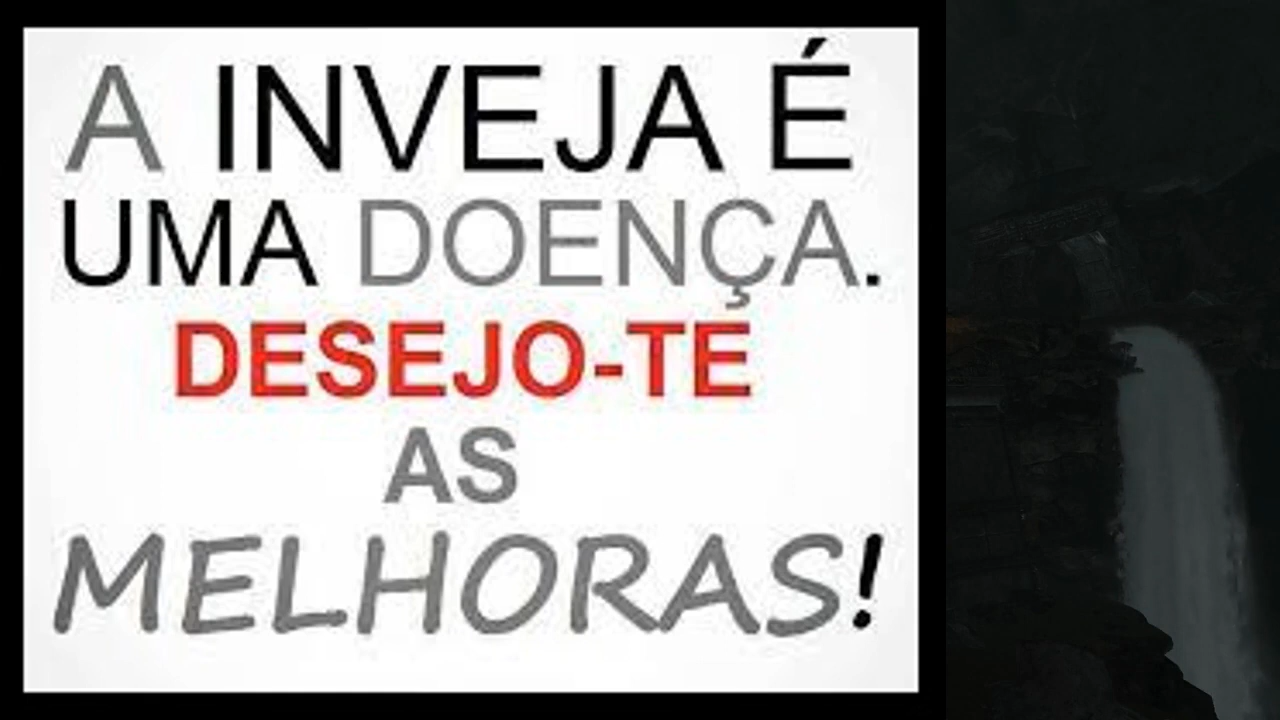 A INVEJA É
UMA DOENÇA.
DESEJO-TE
AS
MELHORAS!